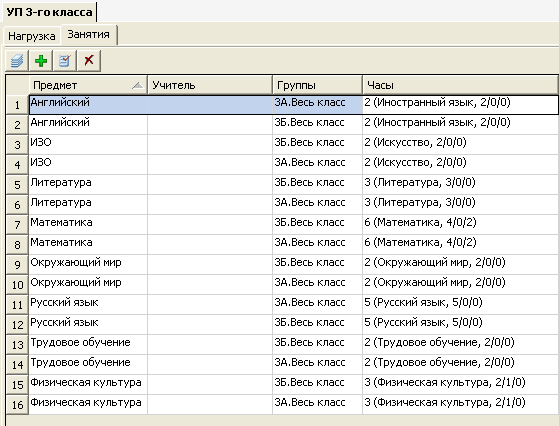 УП 3-го класса
Нагрузка Занятия
Предмет Учитель Группы Часы
1 Английский 3А.Весь класс 2 (Иностранный язык, 2/0/0)
2 Английский 3Б.Весь класс 2 (Иностранный язык, 2/0/0)
3 ИЗО 3Б.Весь класс 2 (Искусство, 2/0/0)
4 ИЗО 3А.Весь класс 2 (Искусство, 2/0/0)
5 Литература 3Б.Весь класс 3 (Литература, 3/0/0)
6 Литература 3А.Весь класс 3 (Литература, 3/0/0)
7 Математика 3Б.Весь класс 6 (Математика, 4/0/2)
8 Математика 3А.Весь класс 6 (Математика, 4/0/2)
9 Окружающий мир 3Б.Весь класс 2 (Окружающий мир, 2/0/0)
10 Окружающий мир 3А.Весь класс 2 (Окружающий мир, 2/0/0)
11 Русский язык 3А.Весь класс 5 (Русский язык, 5/0/0)
12 Русский язык 3Б.Весь класс 5 (Русский язык, 5/0/0)
13 Трудовое обучение 3Б.Весь класс 2 (Трудовое обучение, 2/0/0)
14 Трудовое обучение 3А.Весь класс 2 (Трудовое обучение, 2/0/0)
15 Физическая культура 3Б.Весь класс 3 (Физическая культура, 2/1/0)
16 Физическая культура 3А.Весь класс 3 (Физическая культура, 2/1/0)